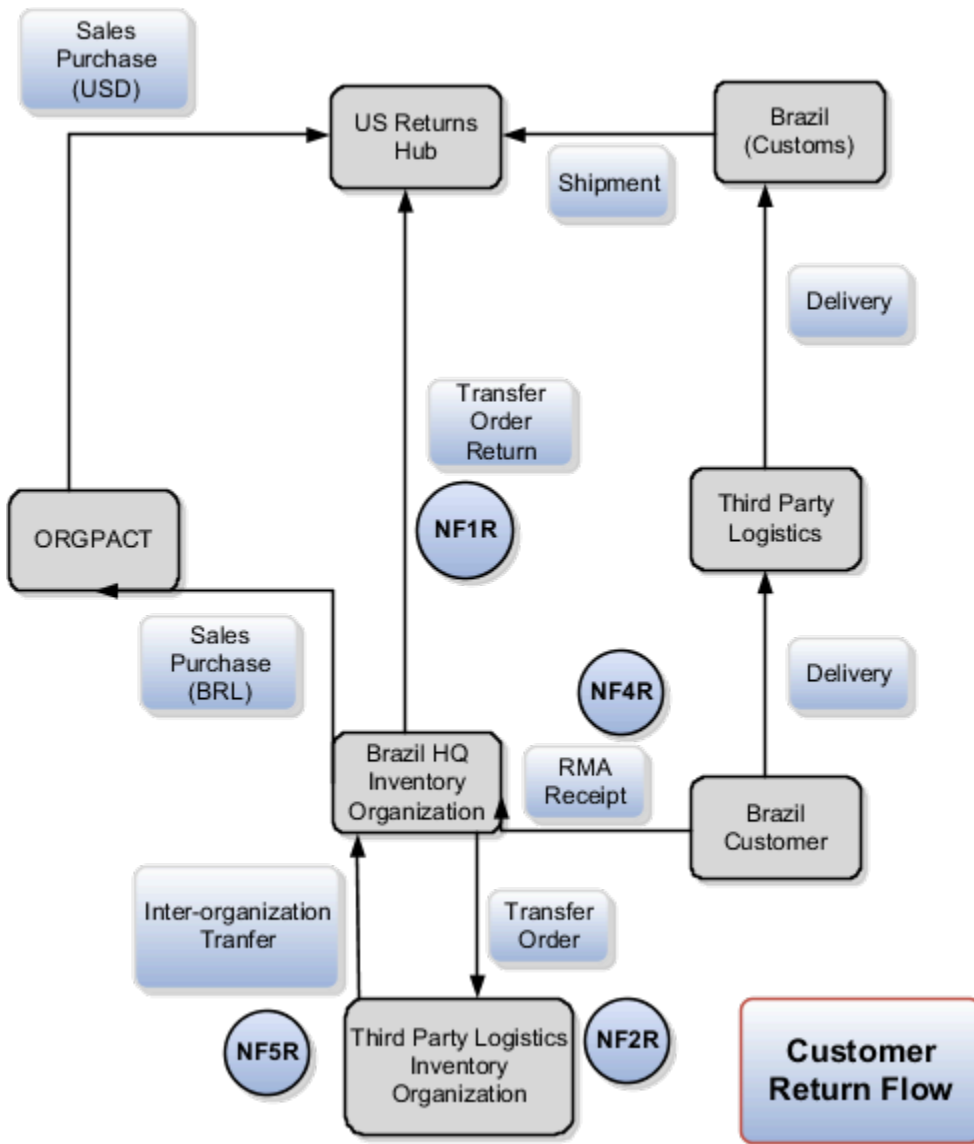 Sales
Purchase
(USD)
US Returns
Hub
Brazil
(Customs)
Shipment
Delivery
Transfer
Order
Return
NF1R
ORGPACT
Third Party
Logistics
Sales
Purchase
(BRL)
NF4R
Delivery
Brazil HQ
Inventory
Organization
RMA
Receipt
Brazil
Customer
Inter-organization
Tranfer
Transfer
Order
NF5R
Third Party Logistics
Inventory
Organization
NF2R
Customer
Return Flow